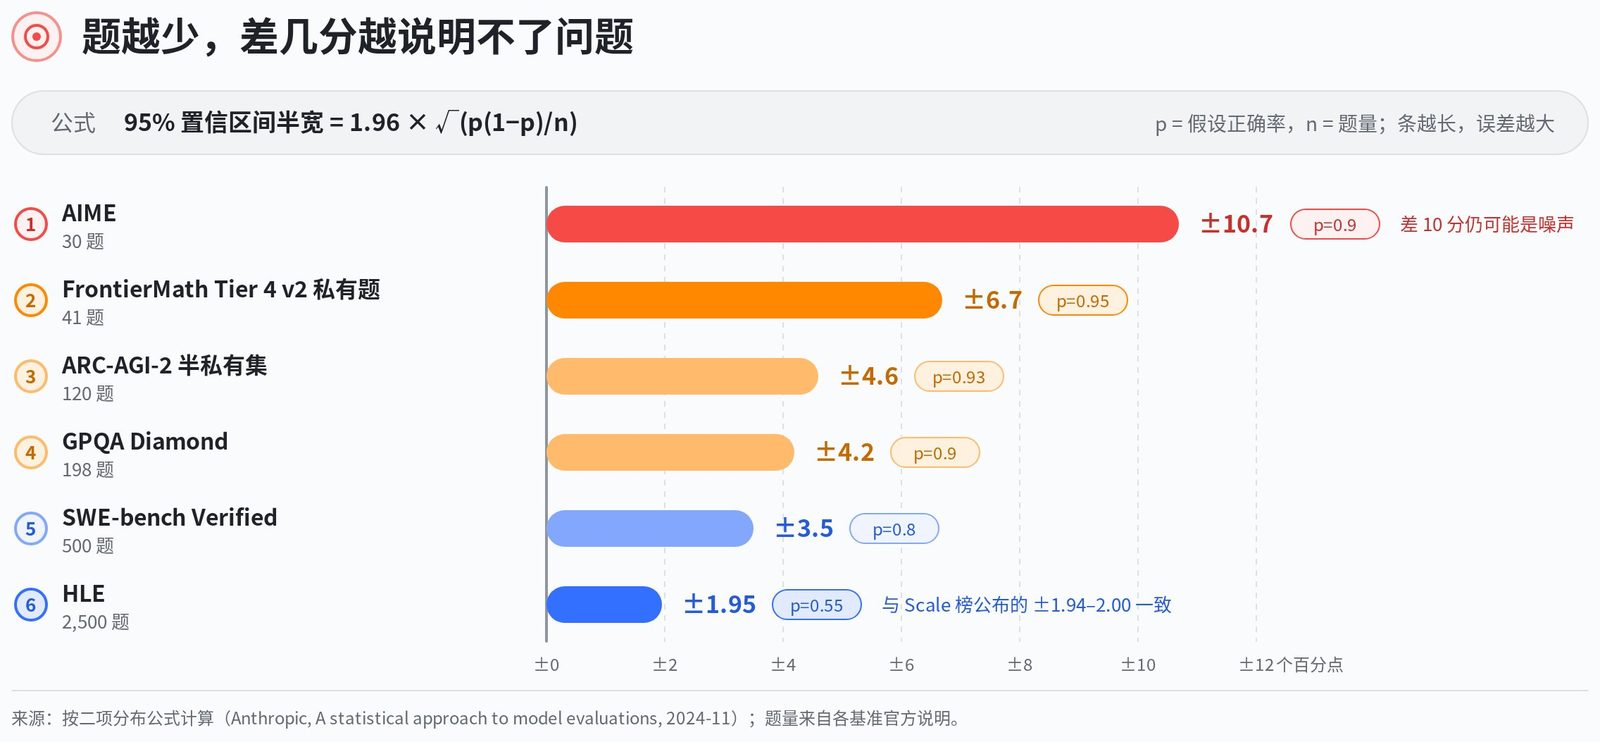 题越少，差几分越说明不了问题
公式 95% 置信区间半宽 = 1.96 × √(p(1−p)/n) p = 假设正确率，n = 题量；条越长，误差越大
1 AIME
30 题
±10.7 p=0.9 差 10 分仍可能是噪声
2 FrontierMath Tier 4 v2 私有题
41 题
±6.7 p=0.95
3 ARC-AGI-2 半私有集
120 题
±4.6 p=0.93
4 GPQA Diamond
198 题
±4.2 p=0.9
5 SWE-bench Verified
500 题
±3.5 p=0.8
6 HLE
2,500 题
±1.95 p=0.55 与 Scale 榜公布的 ±1.94–2.00 一致
±0 ±2 ±4 ±6 ±8 ±10 ±12个百分点
来源：按二项分布公式计算（Anthropic, A statistical approach to model evaluations, 2024-11）；题量来自各基准官方说明。